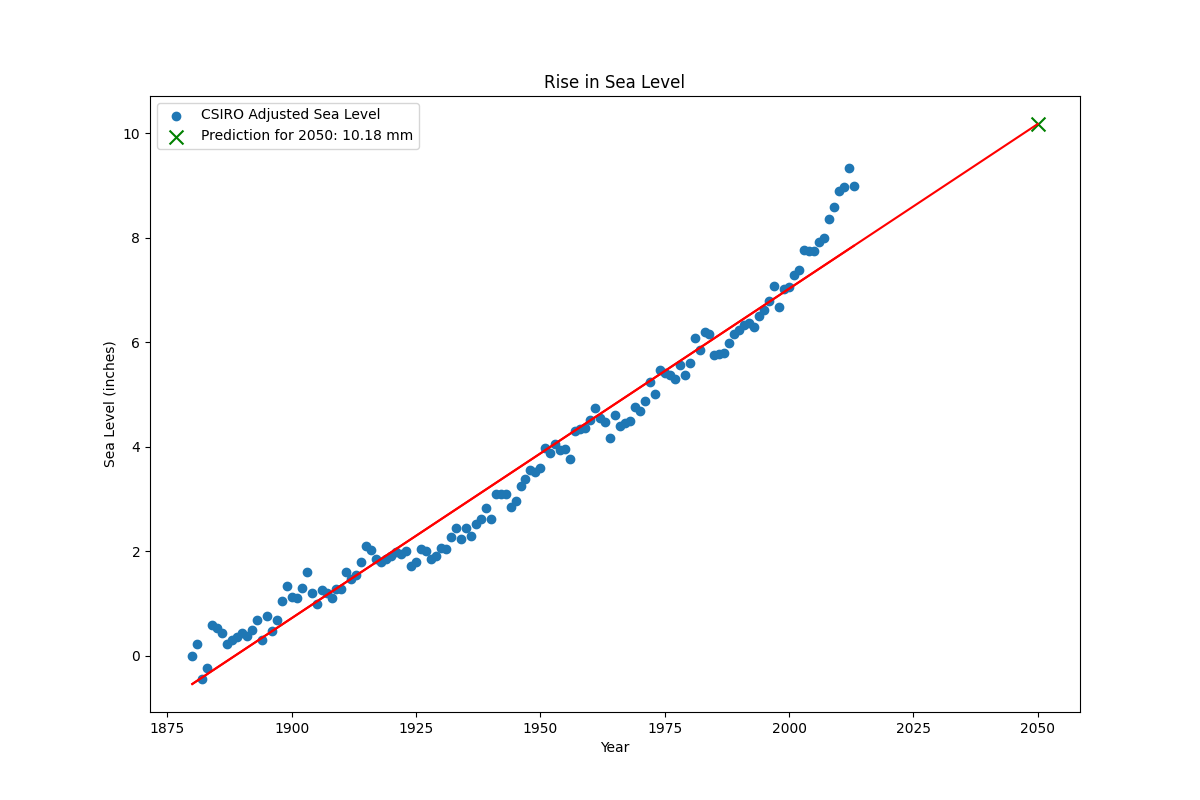 Rise in Sea Level
CSIRO Adjusted Sea Level
Prediction for 2050: 10.18 mm
10
8
6
4
2
0
Sea Level (inches)
1875 1900 1925 1950 1975 2000 2025 2050
Year